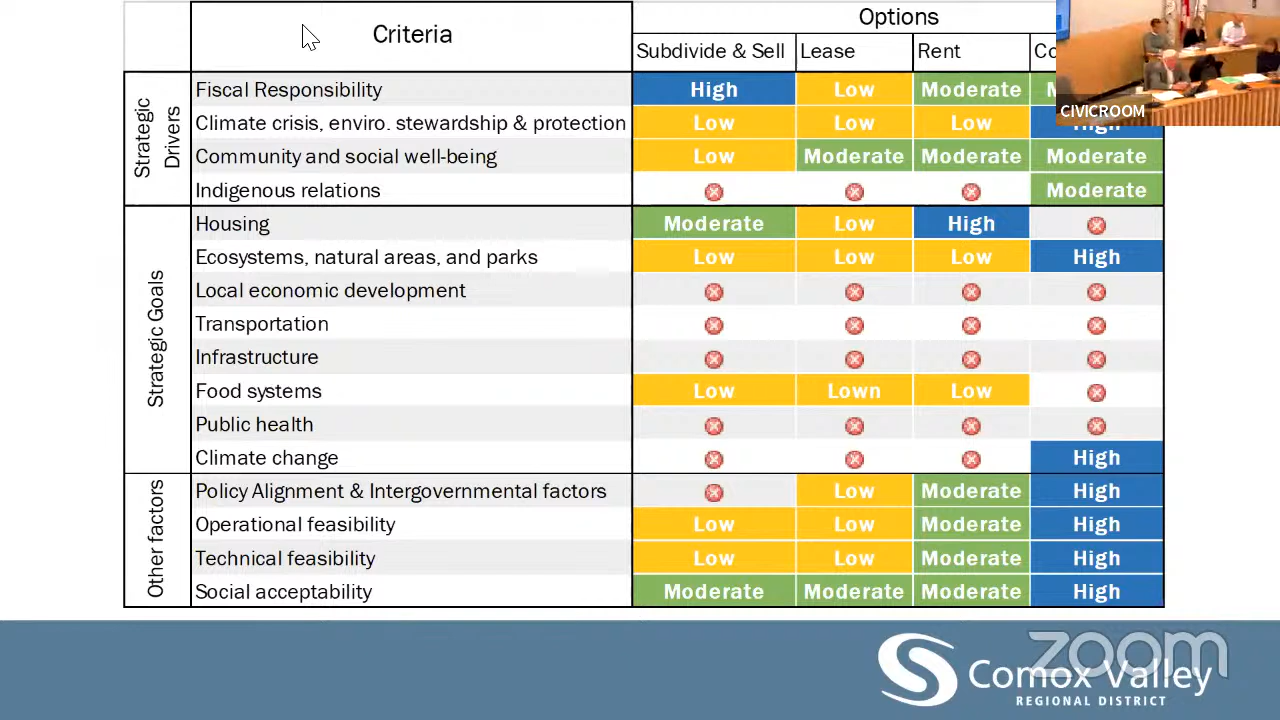 Criteria
Options
Subdivide & Sell Lease Rent Co
CIVICROOM
Strategic Drivers
Fiscal Responsibility High Low Moderate M
Climate crisis, enviro. stewardship & protection Low Low Low High
Community and social well-being Low Moderate Moderate Moderate
Indigenous relations Moderate
Strategic Goals
Housing Moderate Low High
Ecosystems, natural areas, and parks Low Low Low High
Local economic development
Transportation
Infrastructure
Food systems Low Lown Low
Public health
Climate change High
Other factors
Policy Alignment & Intergovernmental factors Low Moderate High
Operational feasibility Low Low Moderate High
Technical feasibility Low Low Moderate High
Social acceptability Moderate Moderate Moderate High
zoom
Comox Valley
REGIONAL DISTRICT